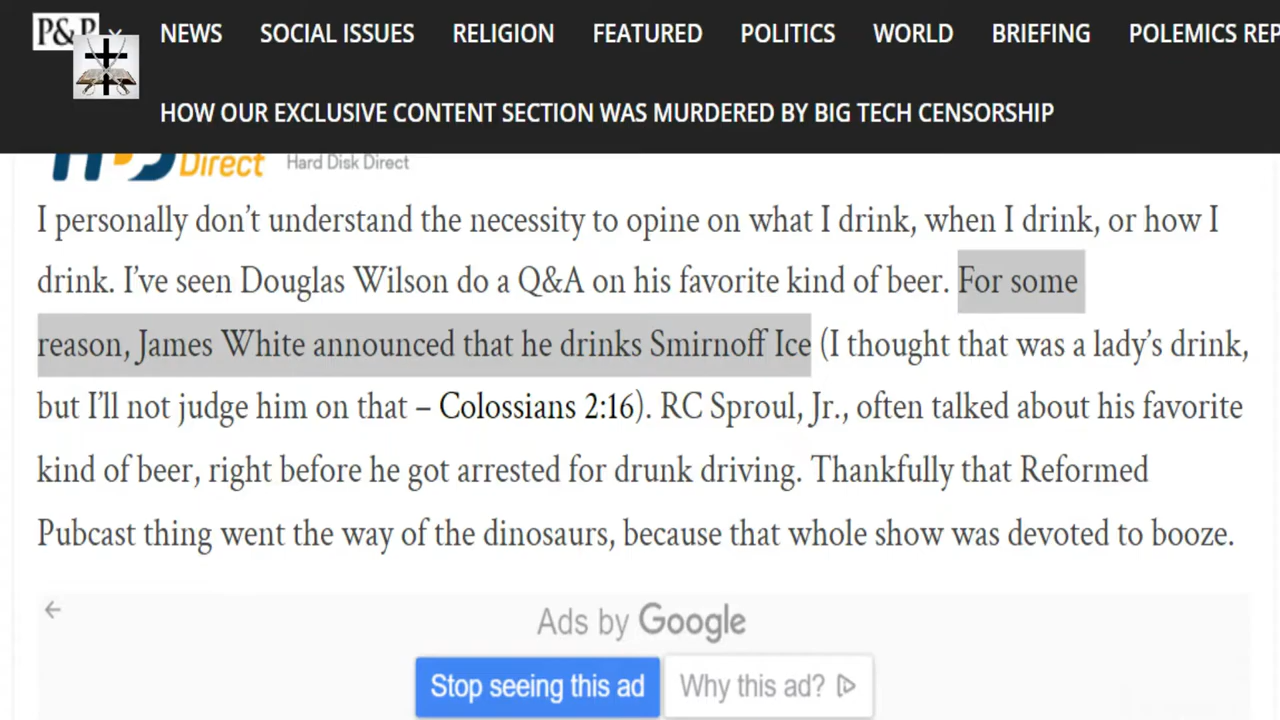 P&P
NEWS SOCIAL ISSUES RELIGION FEATURED POLITICS WORLD BRIEFING POLEMICS REP
HOW OUR EXCLUSIVE CONTENT SECTION WAS MURDERED BY BIG TECH CENSORSHIP
Direct Hard Disk Direct
I personally don’t understand the necessity to opine on what I drink, when I drink, or how I
drink. I’ve seen Douglas Wilson do a Q&A on his favorite kind of beer. For some
reason, James White announced that he drinks Smirnoff Ice (I thought that was a lady’s drink,
but I’ll not judge him on that – Colossians 2:16). RC Sproul, Jr., often talked about his favorite
kind of beer, right before he got arrested for drunk driving. Thankfully that Reformed
Pubcast thing went the way of the dinosaurs, because that whole show was devoted to booze.
Ads by Google
Stop seeing this ad Why this ad?